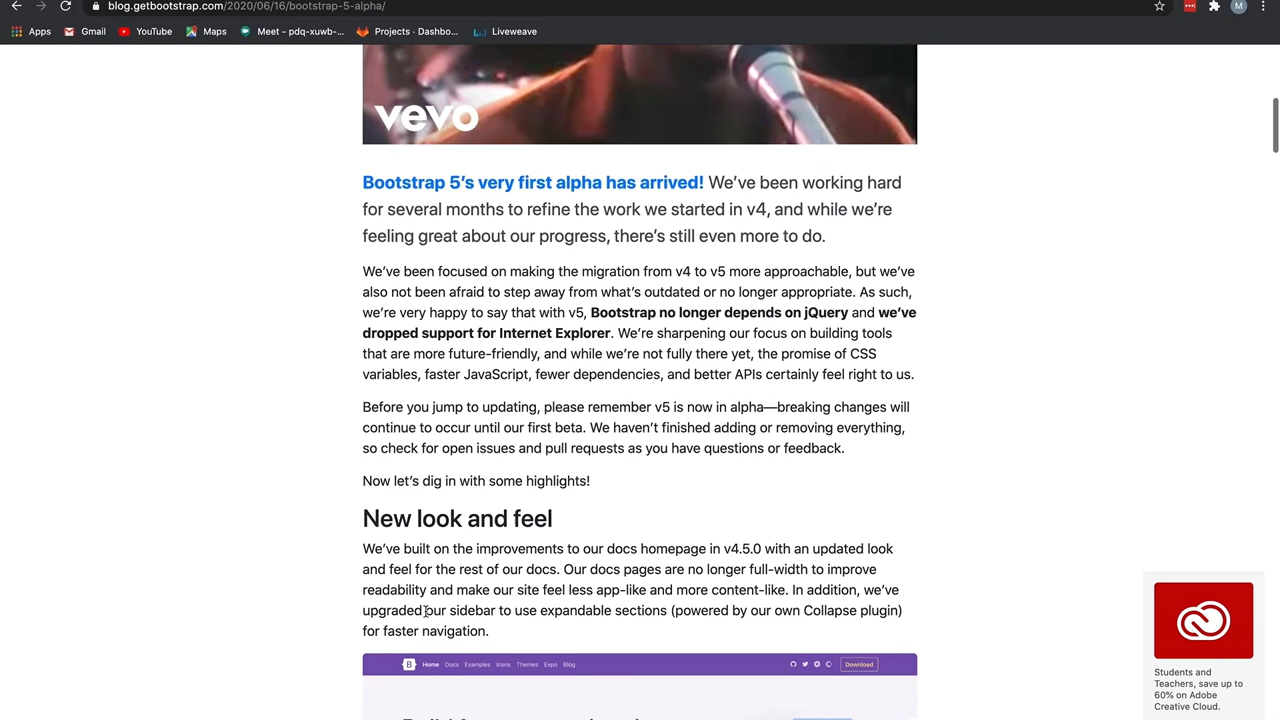 blog.getbootstrap.com/2020/06/16/bootstrap-5-alpha/
M
Apps
Gmail
YouTube
Maps
Meet - pdq-xuwb-...
Projects · Dashbo...
Liveweave
vevo
Bootstrap 5’s very first alpha has arrived! We’ve been working hard
for several months to refine the work we started in v4, and while we’re
feeling great about our progress, there’s still even more to do.
We’ve been focused on making the migration from v4 to v5 more approachable, but we’ve
also not been afraid to step away from what’s outdated or no longer appropriate. As such,
we’re very happy to say that with v5, Bootstrap no longer depends on jQuery and we’ve
dropped support for Internet Explorer. We’re sharpening our focus on building tools
that are more future-friendly, and while we’re not fully there yet, the promise of CSS
variables, faster JavaScript, fewer dependencies, and better APIs certainly feel right to us.
Before you jump to updating, please remember v5 is now in alpha—breaking changes will
continue to occur until our first beta. We haven’t finished adding or removing everything,
so check for open issues and pull requests as you have questions or feedback.
Now let’s dig in with some highlights!
New look and feel
We’ve built on the improvements to our docs homepage in v4.5.0 with an updated look
and feel for the rest of our docs. Our docs pages are no longer full-width to improve
readability and make our site feel less app-like and more content-like. In addition, we’ve
upgraded our sidebar to use expandable sections (powered by our own Collapse plugin)
for faster navigation.
B
Home
Docs
Examples
Icons
Themes
Expo
Blog
Download
Students and
Teachers, save up to
60% on Adobe
Creative Cloud.